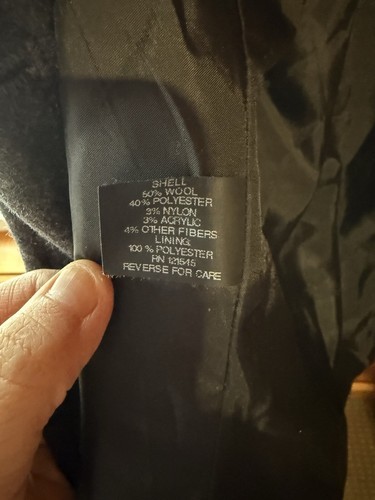 SHELL
50% WOOL
40% POLYESTER
3% NYLON
3% ACRYLIC
4% OTHER FIBERS
LINING:
100% POLYESTER
RN 121645
REVERSE FOR CARE